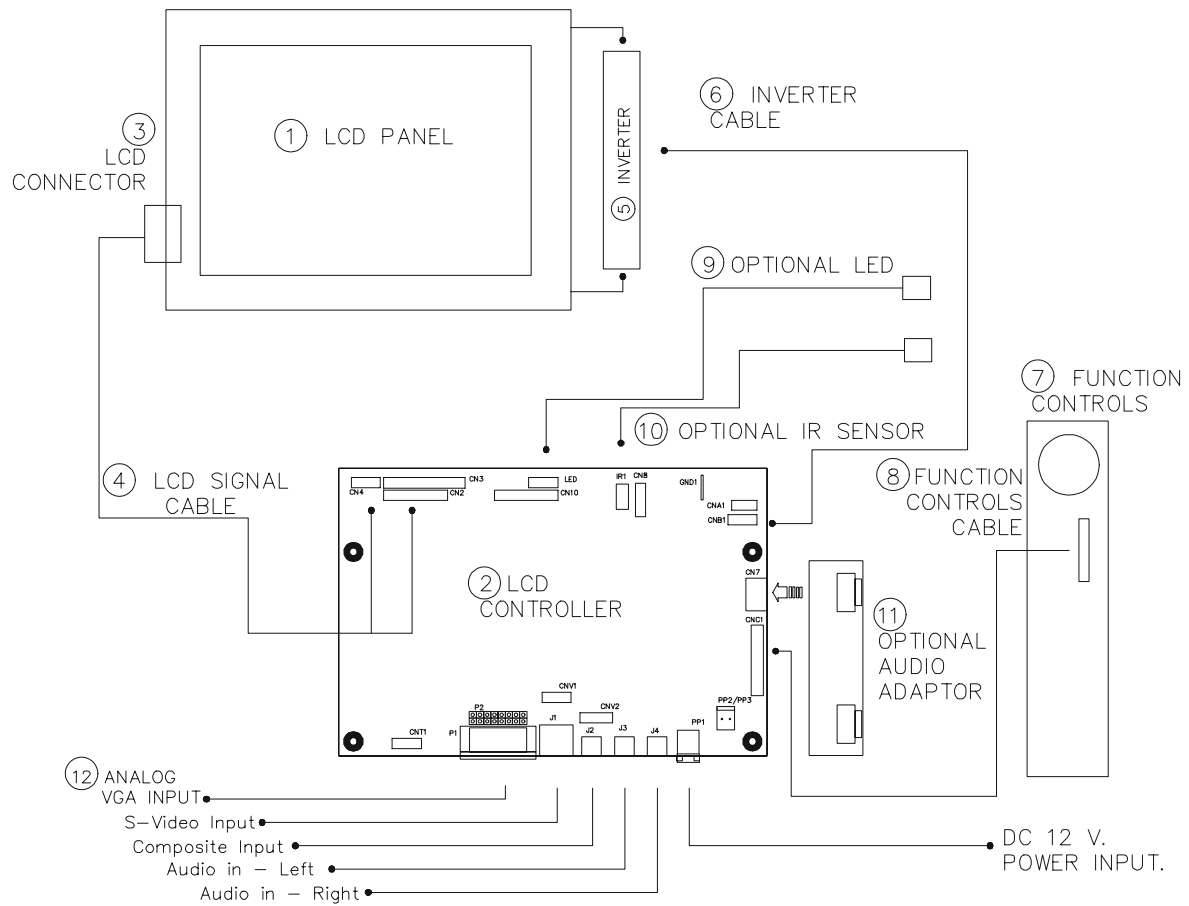 1 LCD PANEL
3
LCD
CONNECTOR
5 INVERTER
6 INVERTER
CABLE
9 OPTIONAL LED
10 OPTIONAL IR SENSOR
7 FUNCTION
CONTROLS
4 LCD SIGNAL
CABLE
8 FUNCTION
CONTROLS
CABLE
CN4
CN3
CN2
LED
CN10
IR1
CN8
GND1
CNA1
CNB1
2 LCD
CONTROLLER
CN7
CNC1
11
OPTIONAL
AUDIO
ADAPTOR
CNV1
CNV2
PP2/PP3
P2
P1
CNT1
J1
J2
J3
J4
PP1
12 ANALOG
VGA INPUT
S-Video Input
Composite Input
Audio in - Left
Audio in - Right
DC 12 V.
POWER INPUT.